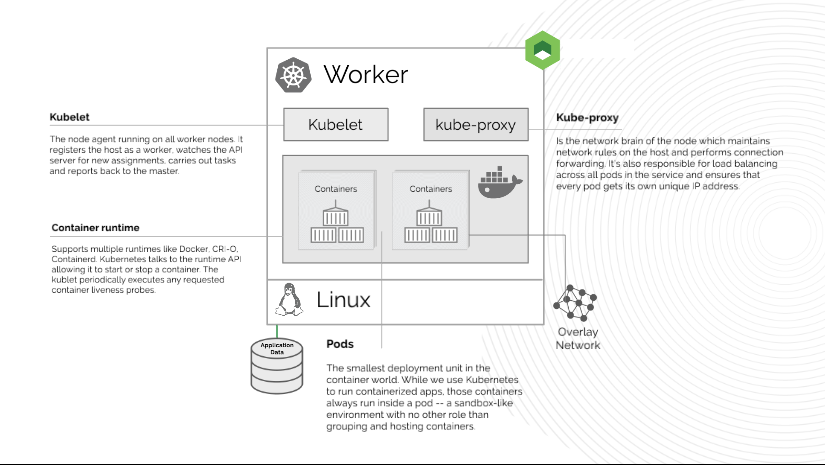 Worker
Kubelet
kube-proxy
Containers
Containers
Linux
Kubelet
The node agent running on all worker nodes. It
registers the host as a worker, watches the API
server for new assignments, carries out tasks
and reports back to the master.
Container runtime
Supports multiple runtimes like Docker, CRI-O,
Containerd. Kubernetes talks to the runtime API
allowing it to start or stop a container. The
kublet periodically executes any requested
container liveness probes.
Kube-proxy
Is the network brain of the node which maintains
network rules on the host and performs connection
forwarding. It's also responsible for load balancing
across all pods in the service and ensures that
every pod gets its own unique IP address.
Application
Data
Pods
The smallest deployment unit in the
container world. While we use Kubernetes
to run containerized apps, those containers
always run inside a pod -- a sandbox-like
environment with no other role than
grouping and hosting containers.
Overlay
Network